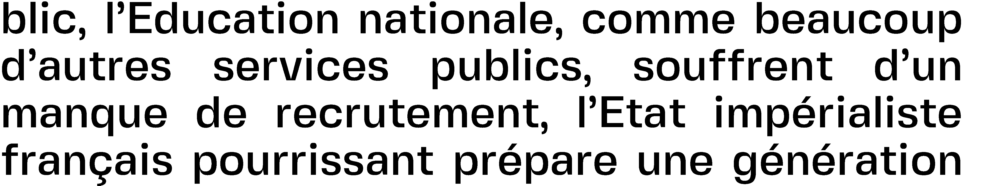 blic, l’Education nationale, comme beaucoup
d’autres services publics, souffrent d’un
manque de recrutement, l’Etat impérialiste
français pourrissant prépare une génération